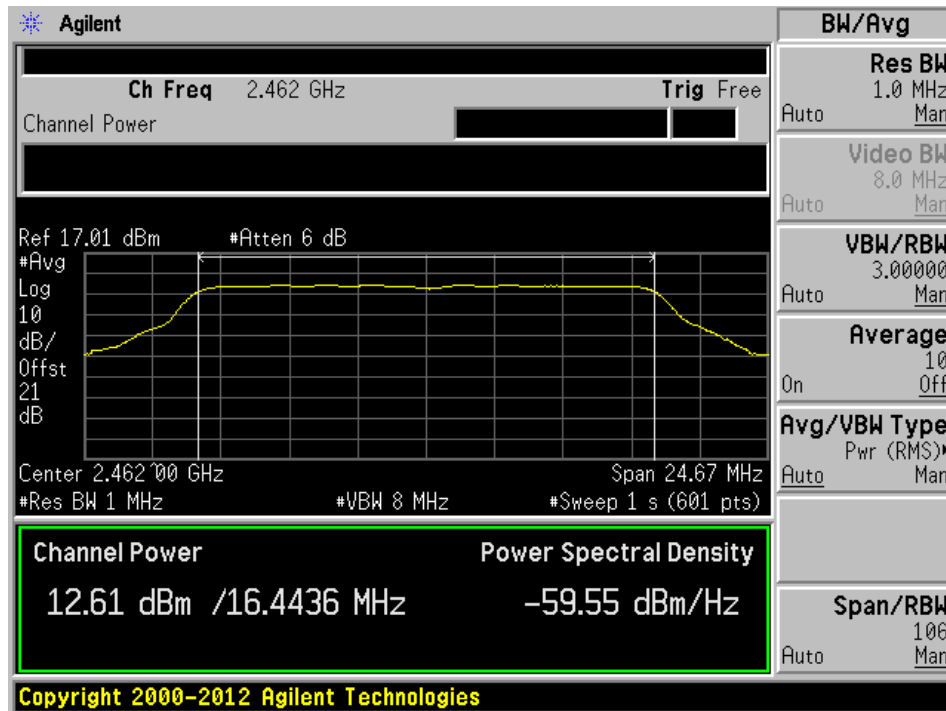 Agilent
BW/Avg
Ch Freq 2.462 GHz Trig Free
Channel Power
Ref 17.01 dBm #Atten 6 dB
#Avg
Log
10
dB/
Offst
21
dB
Center 2.462 00 GHz Span 24.67 MHz
#Res BW 1 MHz #VBW 8 MHz #Sweep 1 s (601 pts)
Channel Power Power Spectral Density
12.61 dBm /16.4436 MHz -59.55 dBm/Hz
Copyright 2000-2012 Agilent Technologies
Res BW
1.0 MHz
Auto Man
Video BW
8.0 MHz
Auto Man
VBW/RBW
3.00000
Auto Man
Average
10
On Off
Avg/VBW Type
Pwr (RMS)
Auto Man
Span/RBW
106
Auto Man